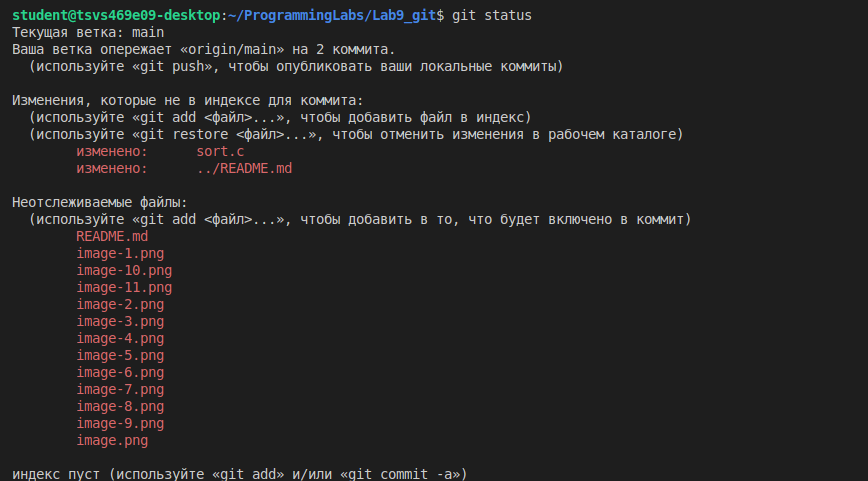 student@tsvs469e09-desktop:~/ProgrammingLabs/Lab9_git$ git status
Текущая ветка: main
Ваша ветка опережает «origin/main» на 2 коммита.
  (используйте «git push», чтобы опубликовать ваши локальные коммиты)

Изменения, которые не в индексе для коммита:
  (используйте «git add <файл>...», чтобы добавить файл в индекс)
  (используйте «git restore <файл>...», чтобы отменить изменения в рабочем каталоге)
        изменено:      sort.c
        изменено:      ../README.md

Неотслеживаемые файлы:
  (используйте «git add <файл>...», чтобы добавить в то, что будет включено в коммит)
        README.md
        image-1.png
        image-10.png
        image-11.png
        image-2.png
        image-3.png
        image-4.png
        image-5.png
        image-6.png
        image-7.png
        image-8.png
        image-9.png
        image.png

индекс пуст (используйте «git add» и/или «git commit -a»)